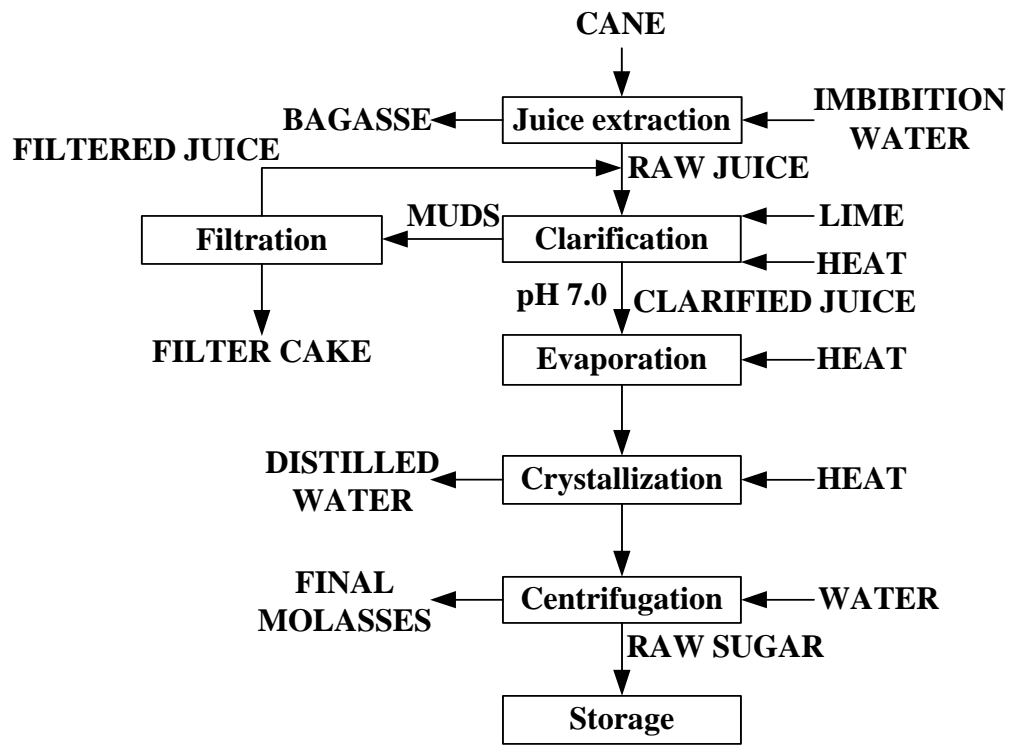 CANE
BAGASSE
Juice extraction
IMBIBITION
WATER
FILTERED JUICE
RAW JUICE
Filtration
MUDS
Clarification
LIME
HEAT
pH 7.0
CLARIFIED JUICE
FILTER CAKE
Evaporation
HEAT
DISTILLED
WATER
Crystallization
HEAT
FINAL
MOLASSES
Centrifugation
WATER
RAW SUGAR
Storage